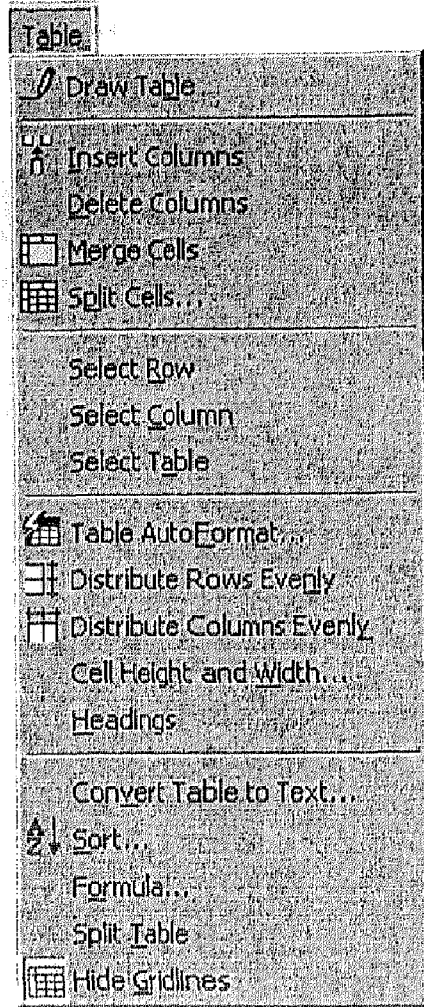 Table
Draw Table...
Insert Columns
Delete Columns
Merge Cells
Split Cells...
Select Row
Select Column
Select Table
Table AutoFormat...
Distribute Rows Evenly
Distribute Columns Evenly
Cell Height and Width...
Headings
Convert Table to Text...
Sort...
Formula...
Split Table
Hide Gridlines